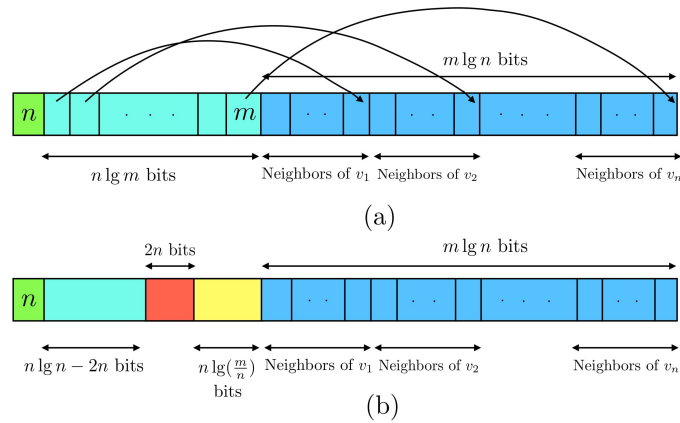 m lg n bits
n · · · m · · · · · · · · ·
n lg m bits Neighbors of v₁ Neighbors of v₂ Neighbors of vₙ
(a)
2n bits m lg n bits
n · · · · · · · · ·
n lg n − 2n bits n lg(m/n) bits Neighbors of v₁ Neighbors of v₂ Neighbors of vₙ
(b)